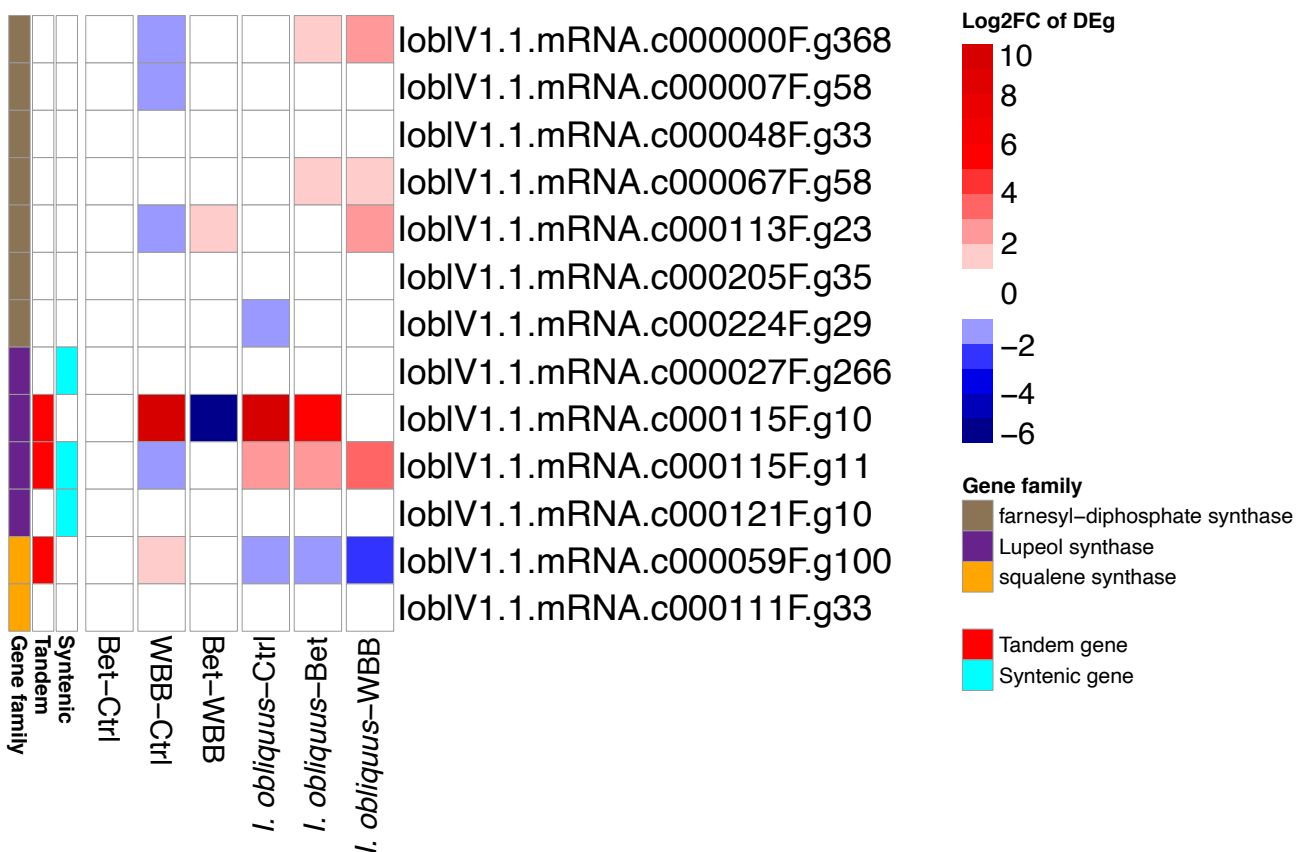 IoblV1.1.mRNA.c000000F.g368
IoblV1.1.mRNA.c000007F.g58
IoblV1.1.mRNA.c000048F.g33
IoblV1.1.mRNA.c000067F.g58
IoblV1.1.mRNA.c000113F.g23
IoblV1.1.mRNA.c000205F.g35
IoblV1.1.mRNA.c000224F.g29
IoblV1.1.mRNA.c000027F.g266
IoblV1.1.mRNA.c000115F.g10
IoblV1.1.mRNA.c000115F.g11
IoblV1.1.mRNA.c000121F.g10
IoblV1.1.mRNA.c000059F.g100
IoblV1.1.mRNA.c000111F.g33
Gene family
Tandem
Syntenic
Bet−Ctrl
WBB−Ctrl
Bet−WBB
I. obliquus−Ctrl
I. obliquus−Bet
I. obliquus−WBB
Log2FC of DEg
10
8
6
4
2
0
−2
−4
−6
Gene family
farnesyl−diphosphate synthase
Lupeol synthase
squalene synthase
Tandem gene
Syntenic gene